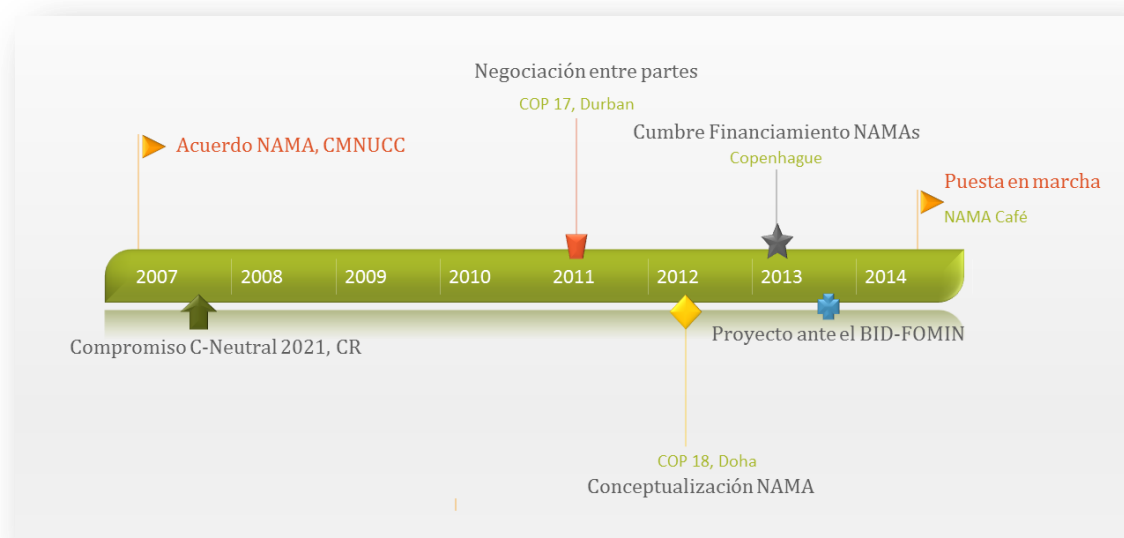 Negociación entre partes
COP 17, Durban
Cumbre Financiamiento NAMAs
Copenhague
Acuerdo NAMA, CMNUCC
Puesta en marcha
NAMA Café
2007
2008
2009
2010
2011
2012
2013
2014
Compromiso C-Neutral 2021, CR
Proyecto ante el BID-FOMIN
COP 18, Doha
Conceptualización NAMA